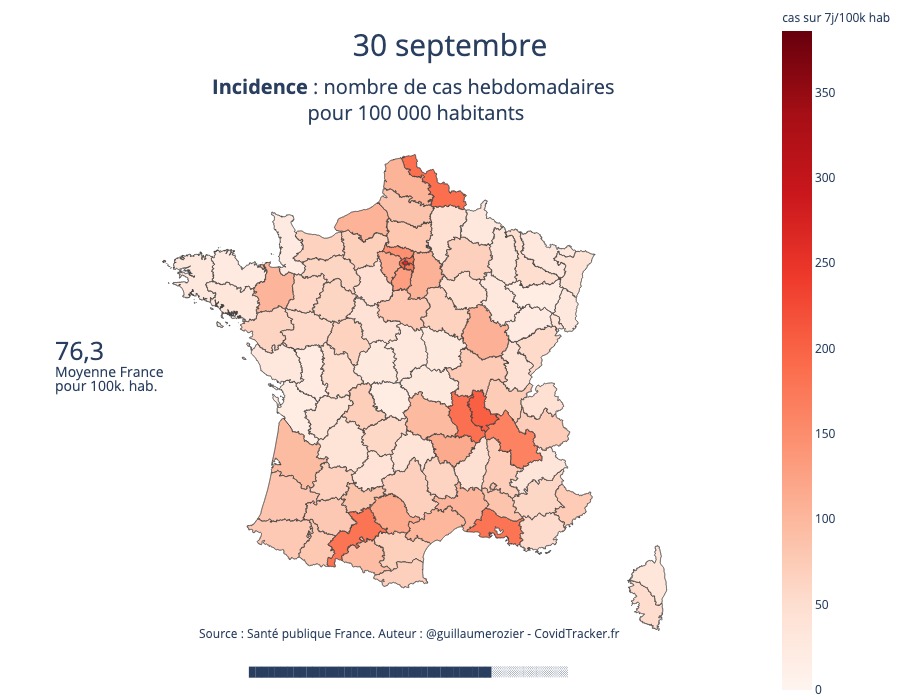 cas sur 7j/100k hab
30 septembre
Incidence : nombre de cas hebdomadaires
pour 100 000 habitants
350
300
250
200
150
100
50
0
76,3
Moyenne France
pour 100k. hab.
Source : Santé publique France. Auteur : @guillaumerozier - CovidTracker.fr